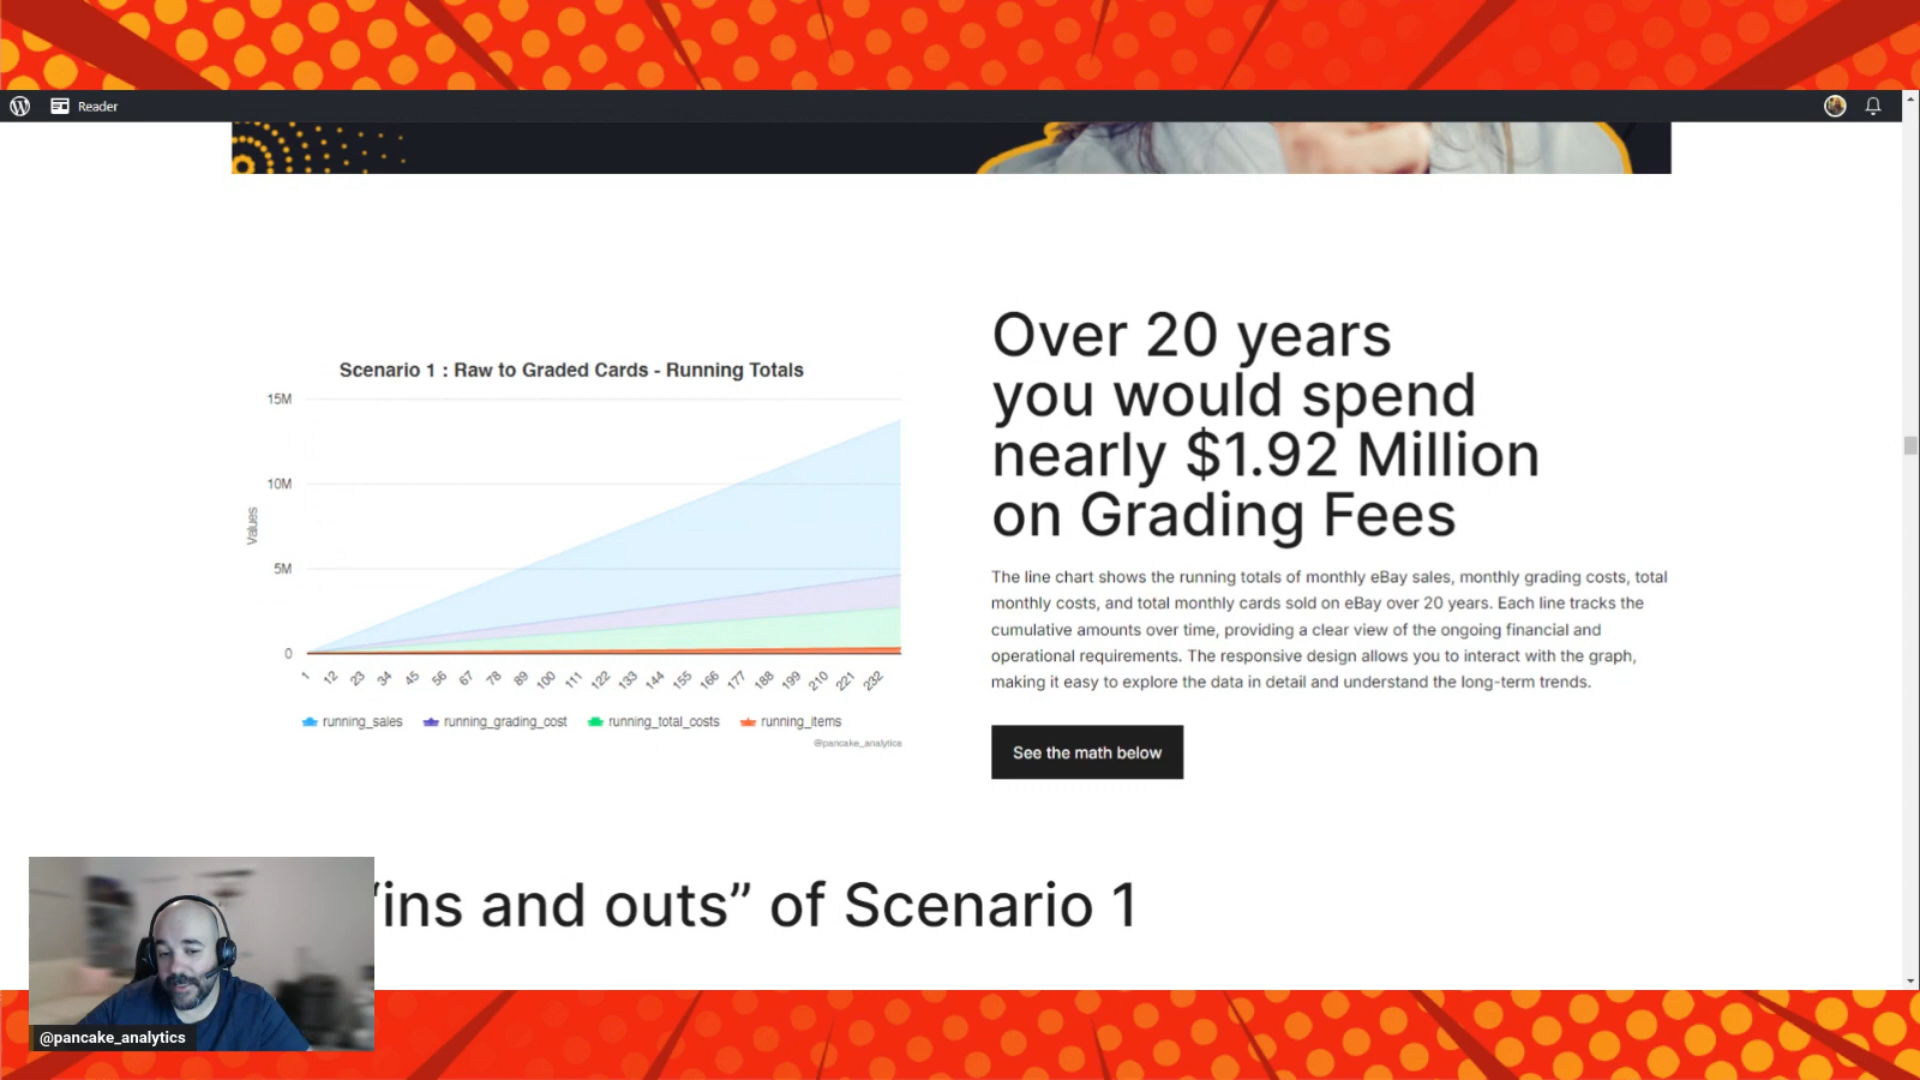 Reader
Scenario 1 : Raw to Graded Cards - Running Totals
15M
10M
5M
0
Values
1 12 23 34 45 56 67 78 89 100 111 122 133 144 155 166 177 188 199 210 221 232
running_sales running_grading_cost running_total_costs running_items
@pancake_analytics
Over 20 years
you would spend
nearly $1.92 Million
on Grading Fees
The line chart shows the running totals of monthly eBay sales, monthly grading costs, total
monthly costs, and total monthly cards sold on eBay over 20 years. Each line tracks the
cumulative amounts over time, providing a clear view of the ongoing financial and
operational requirements. The responsive design allows you to interact with the graph,
making it easy to explore the data in detail and understand the long-term trends.
See the math below
“ins and outs” of Scenario 1
@pancake_analytics